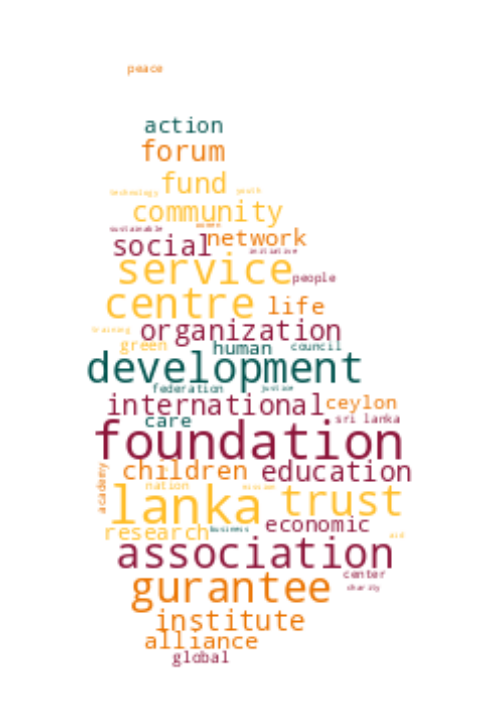 peace
action
forum
fund
technology youth
community
sustainable women
social network
initiative
service people
centre life
training organization
green human council
development
federation justice
international ceylon
care sri lanka
foundation
children education
academy nation mission
lanka trust
research business economic
aid
association
center
gurantee charity
institute
alliance
global